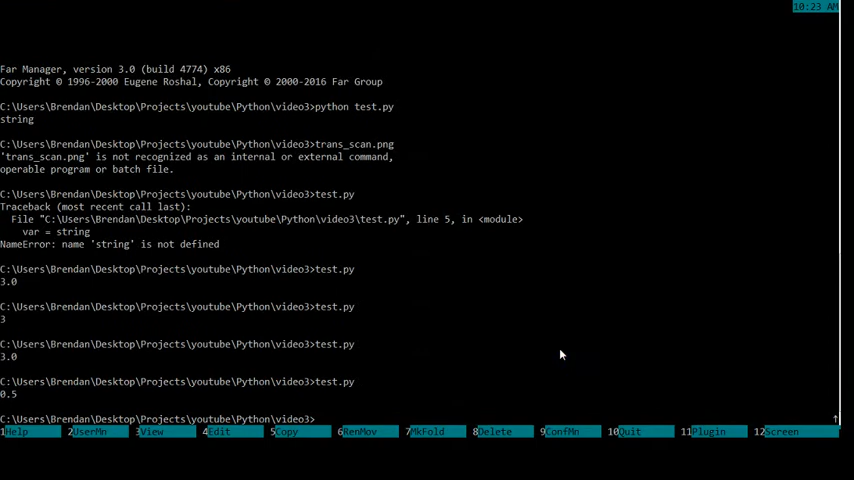 10:23 AM
Far Manager, version 3.0 (build 4774) x86
Copyright © 1996-2000 Eugene Roshal, Copyright © 2000-2016 Far Group
C:\Users\Brendan\Desktop\Projects\youtube\Python\video3>python test.py
string
C:\Users\Brendan\Desktop\Projects\youtube\Python\video3>trans_scan.png
'trans_scan.png' is not recognized as an internal or external command,
operable program or batch file.
C:\Users\Brendan\Desktop\Projects\youtube\Python\video3>test.py
Traceback (most recent call last):
File "C:\Users\Brendan\Desktop\Projects\youtube\Python\video3\test.py", line 5, in <module>
var = string
NameError: name 'string' is not defined
C:\Users\Brendan\Desktop\Projects\youtube\Python\video3>test.py
3.0
C:\Users\Brendan\Desktop\Projects\youtube\Python\video3>test.py
3
C:\Users\Brendan\Desktop\Projects\youtube\Python\video3>test.py
3.0
C:\Users\Brendan\Desktop\Projects\youtube\Python\video3>test.py
0.5
C:\Users\Brendan\Desktop\Projects\youtube\Python\video3>
1Help 2UserMn 3View 4Edit 5Copy 6RenMov 7MkFold 8Delete 9ConfMn 10Quit 11Plugin 12Screen